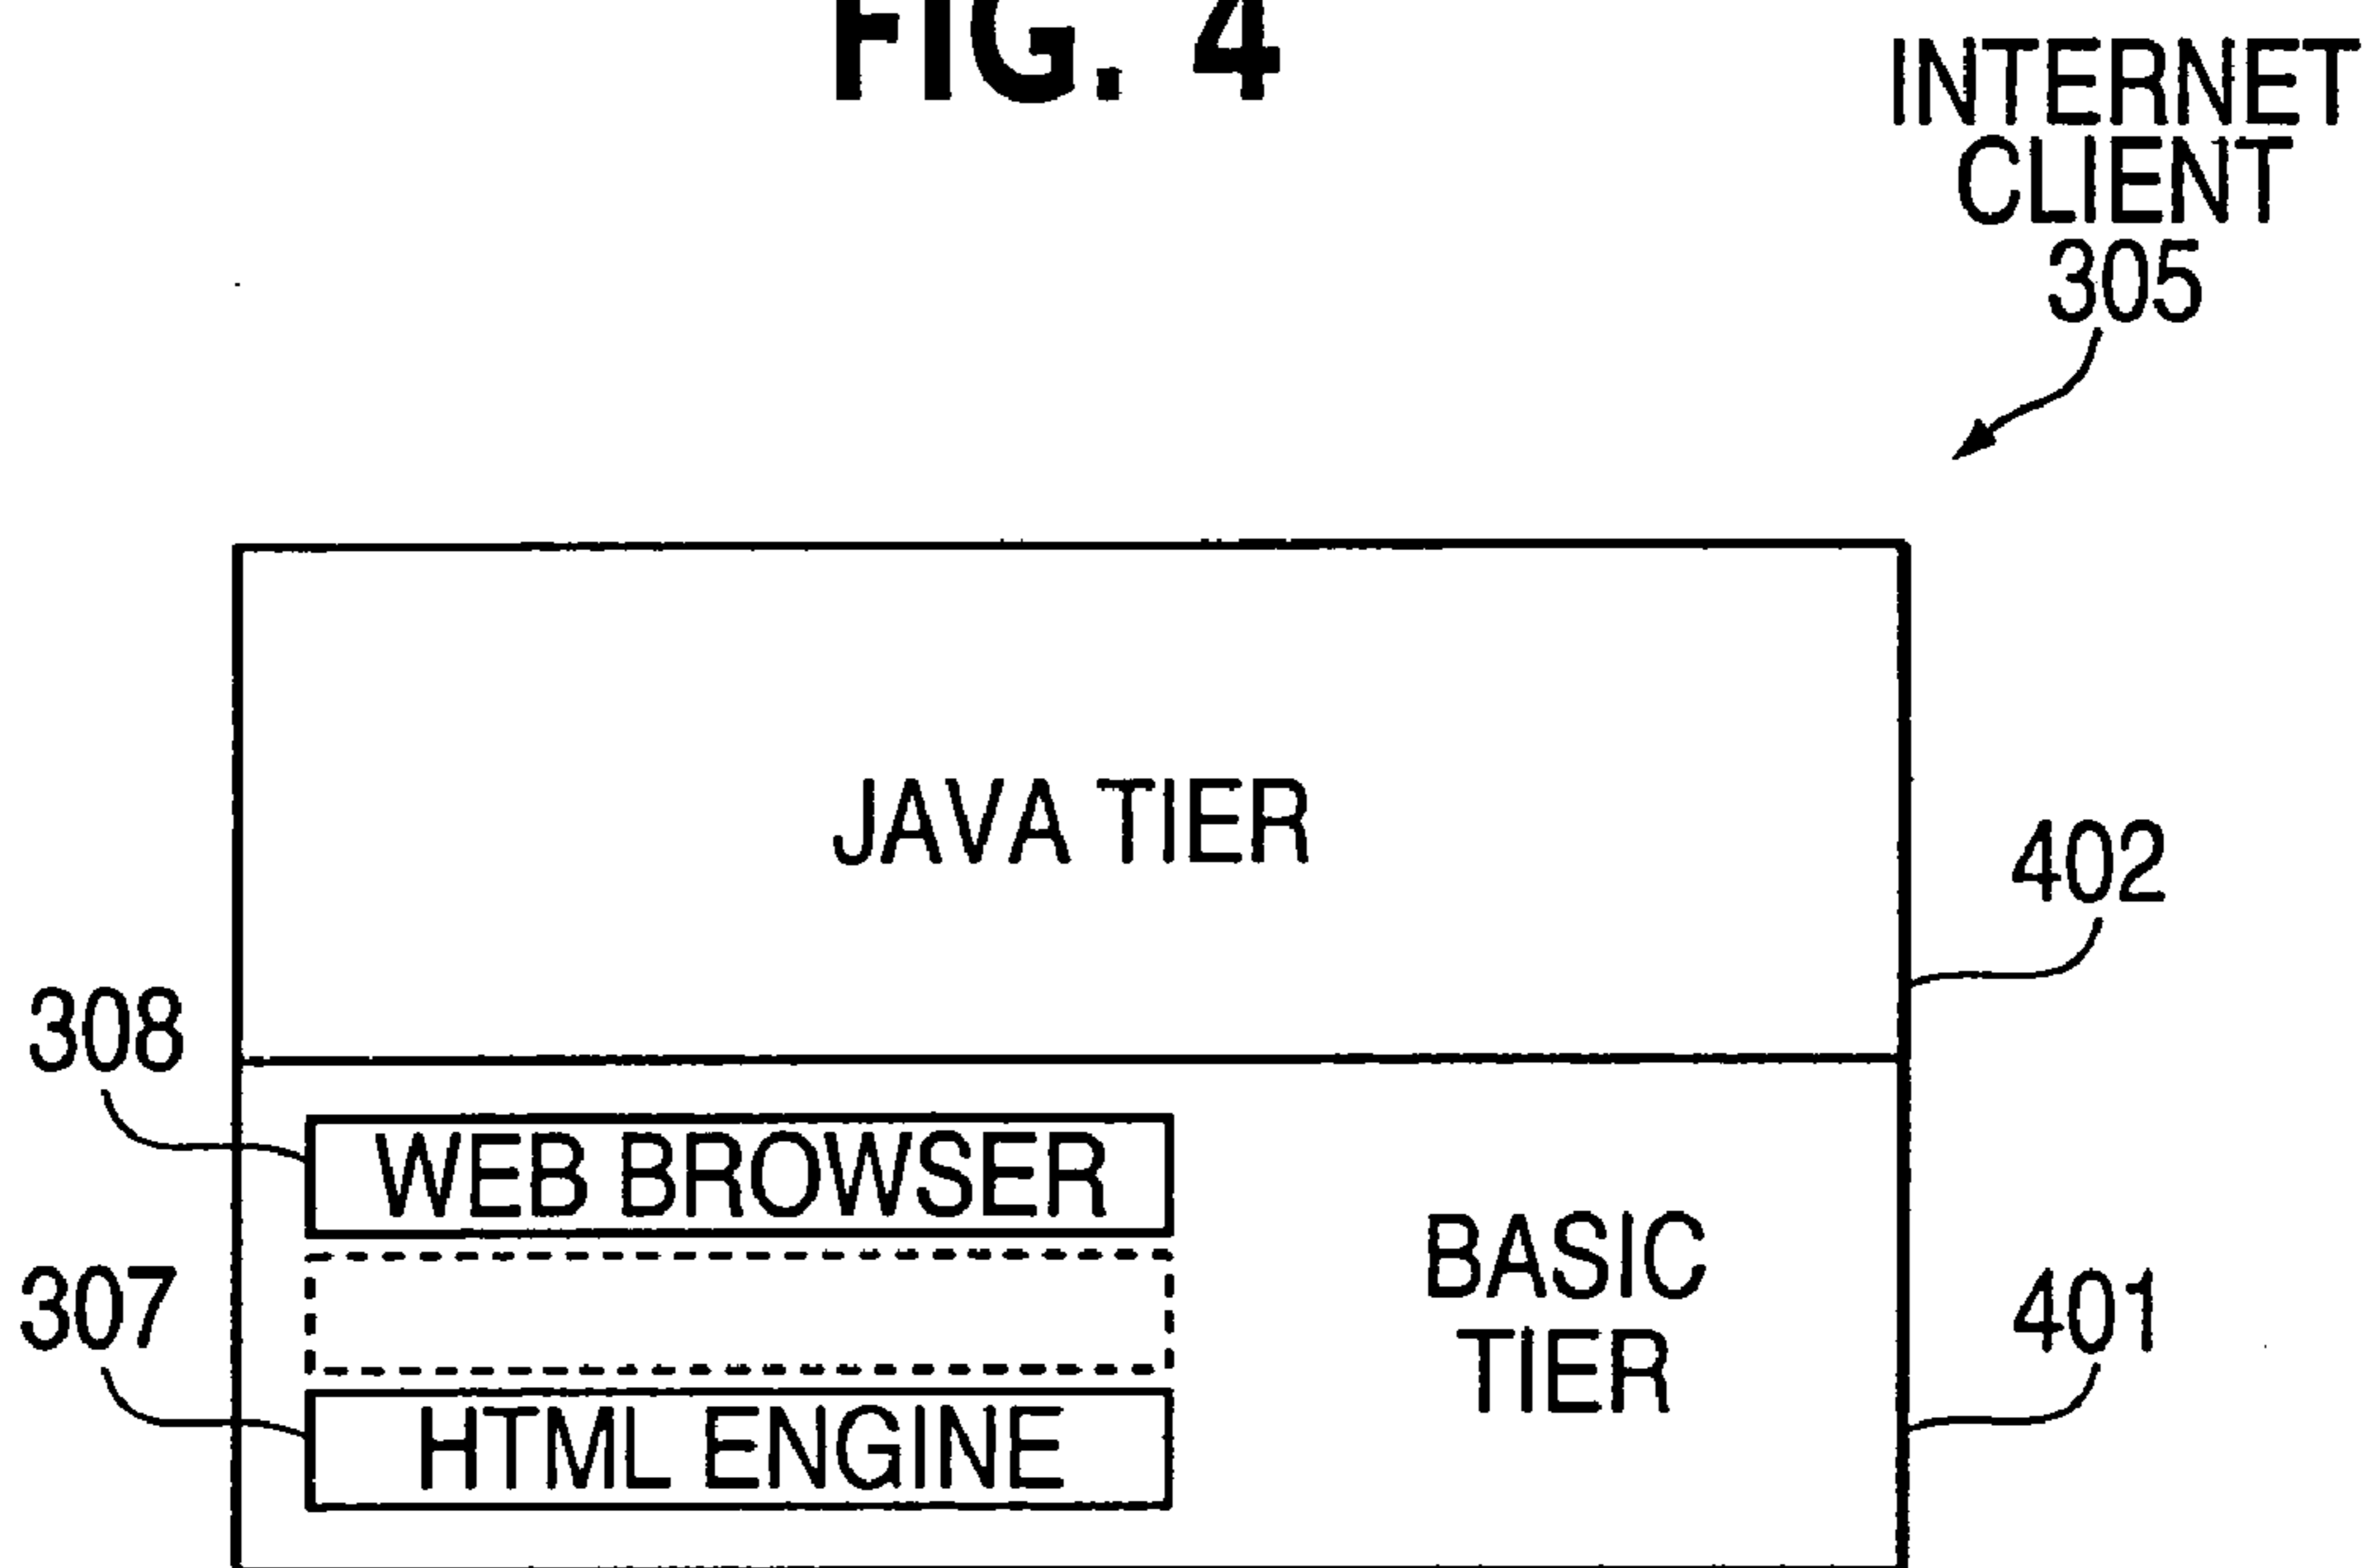 FIG. 4
INTERNET
CLIENT
305
JAVA TIER
402
308
WEB BROWSER
BASIC
TIER
307
401
HTML ENGINE